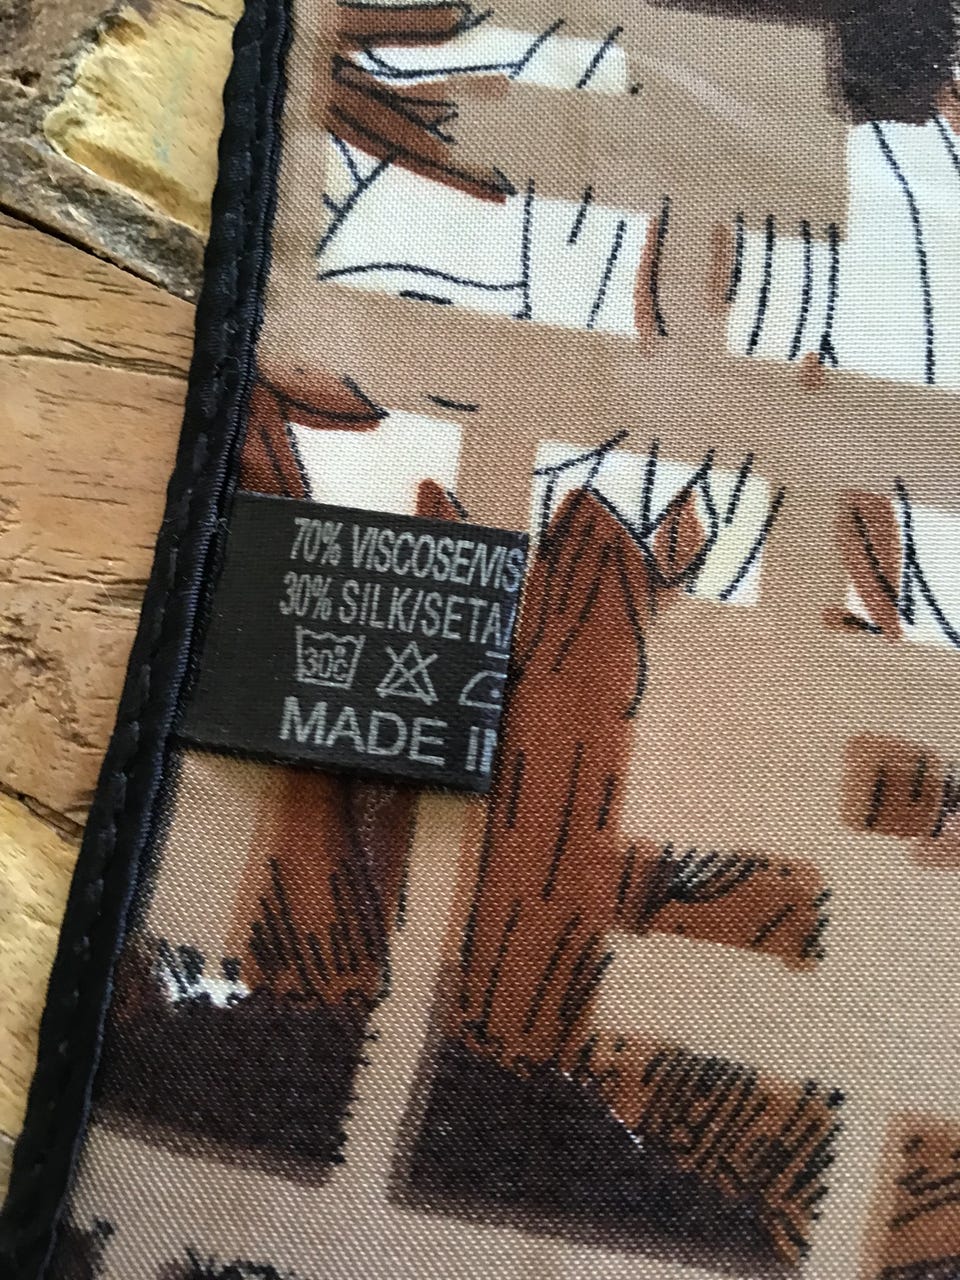 70% VISCOSE/VIS
30% SILK/SETA
30°
MADE